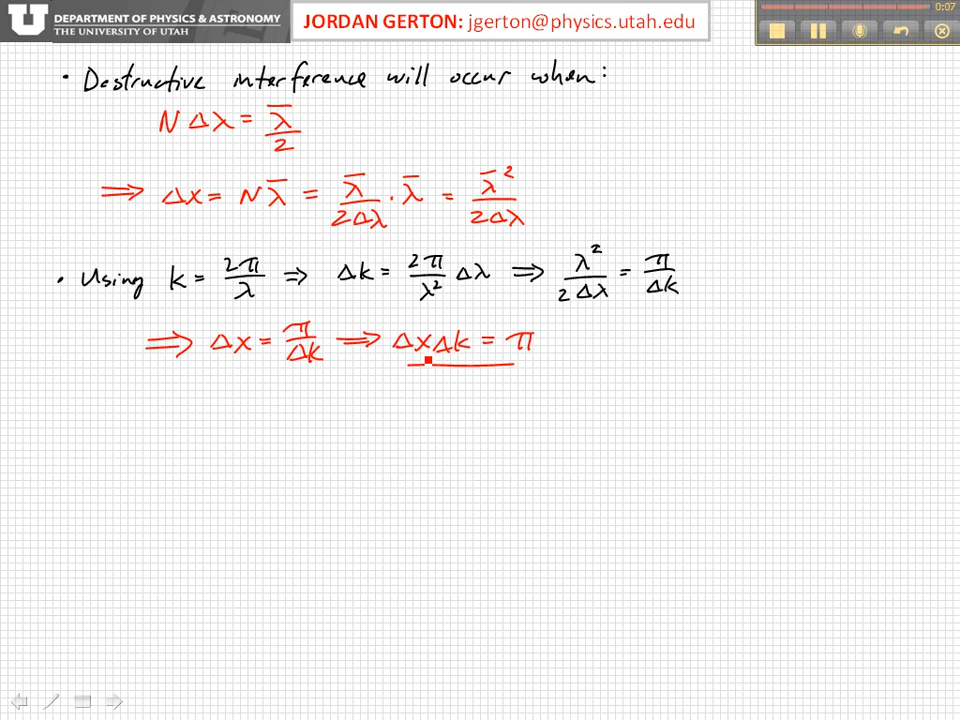 U DEPARTMENT OF PHYSICS & ASTRONOMY
THE UNIVERSITY OF UTAH
JORDAN GERTON: jgerton@physics.utah.edu
0:07
• Destructive interference will occur when:
N Δλ = λ̅/2
⟹ Δx = Nλ̅ = λ̅/2Δλ · λ̅ = λ̅²/2Δλ
• Using k = 2π/λ ⟹ Δk = 2π/λ² Δλ ⟹ λ²/2Δλ = π/Δk
⟹ Δx = π/Δk ⟹ ΔxΔk = π